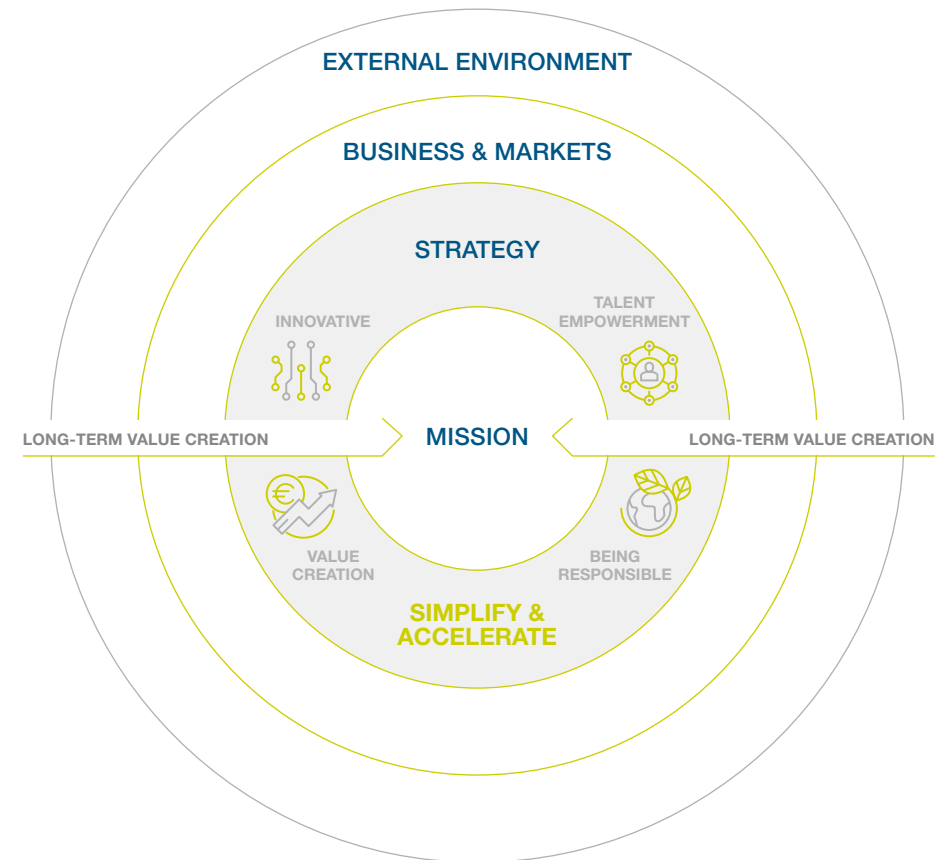 EXTERNAL ENVIRONMENT
BUSINESS & MARKETS
STRATEGY
INNOVATIVE
TALENT
EMPOWERMENT
LONG-TERM VALUE CREATION
MISSION
LONG-TERM VALUE CREATION
VALUE
CREATION
BEING
RESPONSIBLE
SIMPLIFY &
ACCELERATE